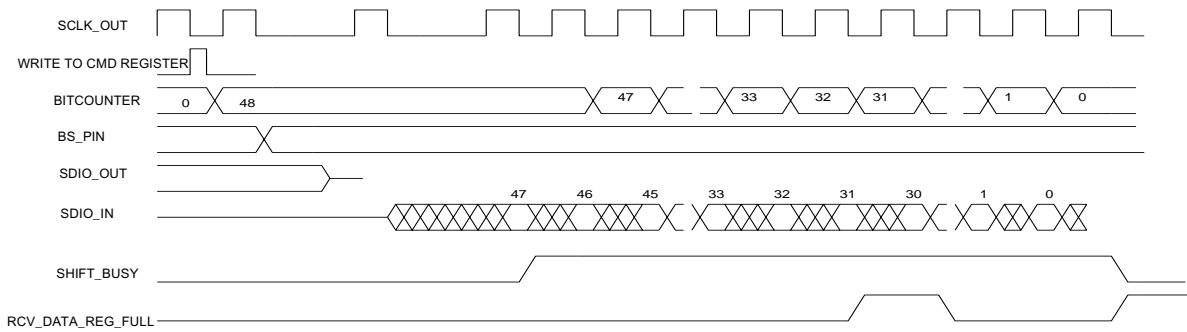 SCLK_OUT
WRITE TO CMD REGISTER
BITCOUNTER
0 48 47 33 32 31 1 0
BS_PIN
SDIO_OUT
47 46 45 33 32 31 30 1 0
SDIO_IN
SHIFT_BUSY
RCV_DATA_REG_FULL